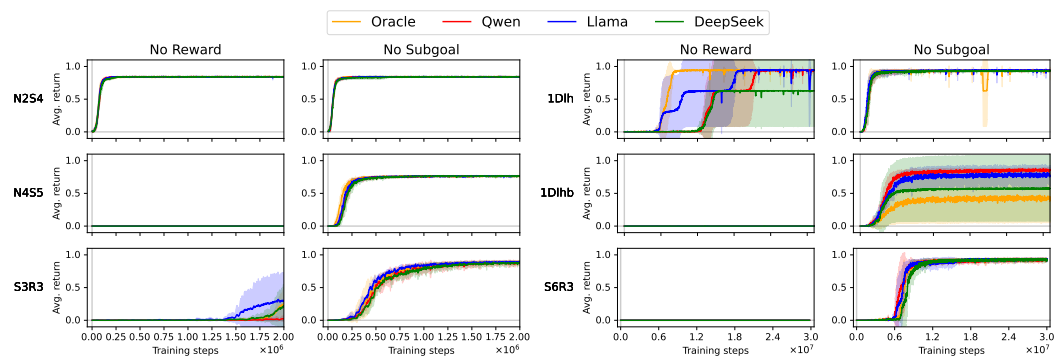 Oracle Qwen Llama DeepSeek
No Reward No Subgoal No Reward No Subgoal
N2S4 Avg. return 1.0 0.5 0.0 1.0 0.5 0.0 1Dlh Avg. return 1.0 0.5 0.0 1.0 0.5 0.0
N4S5 Avg. return 1.0 0.5 0.0 1.0 0.5 0.0 1Dlhb Avg. return 1.0 0.5 0.0 1.0 0.5 0.0
S3R3 Avg. return 1.0 0.5 0.0 1.0 0.5 0.0 S6R3 Avg. return 1.0 0.5 0.0 1.0 0.5 0.0
0.00 0.25 0.50 0.75 1.00 1.25 1.50 1.75 2.00 0.00 0.25 0.50 0.75 1.00 1.25 1.50 1.75 2.00 0.0 0.6 1.2 1.8 2.4 3.0 0.0 0.6 1.2 1.8 2.4 3.0
Training steps ×10⁶ Training steps ×10⁶ Training steps ×10⁷ Training steps ×10⁷